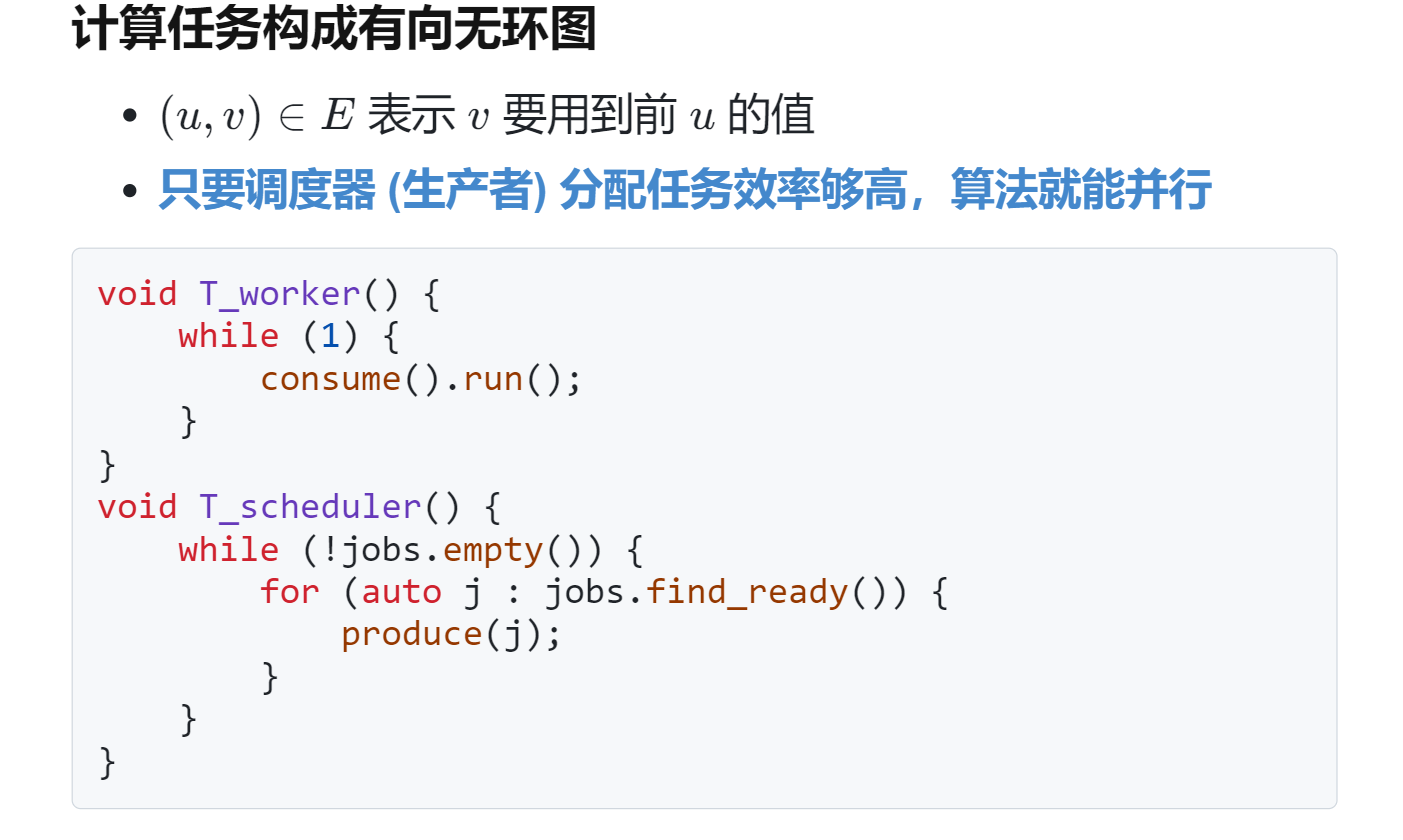 计算任务构成有向无环图
• (u, v) ∈ E 表示 v 要用到前 u 的值
• 只要调度器 (生产者) 分配任务效率够高，算法就能并行
void T_worker() {
    while (1) {
        consume().run();
    }
}
void T_scheduler() {
    while (!jobs.empty()) {
        for (auto j : jobs.find_ready()) {
            produce(j);
        }
    }
}